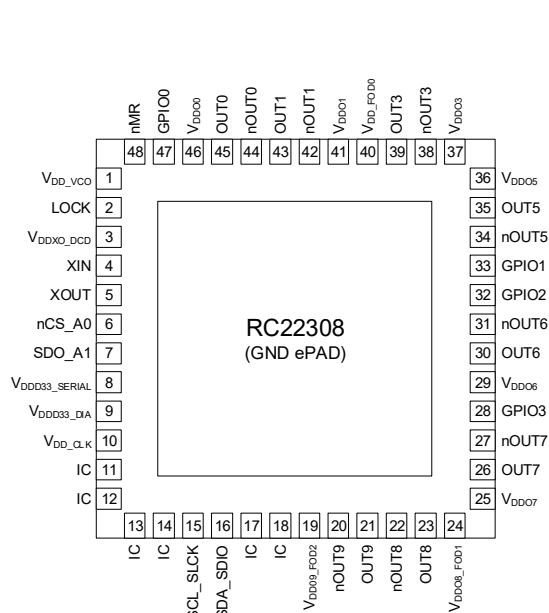 nMR
GPIO0
VDDO0
OUT0
nOUT0
OUT1
nOUT1
VDDO1
VDD_FOD0
OUT3
nOUT3
VDDO3
48
47
46
45
44
43
42
41
40
39
38
37
VDD_VCO 1
LOCK 2
VDDXO_DCD 3
XIN 4
XOUT 5
nCS_A0 6
SDO_A1 7
VDDD33_SERIAL 8
VDDD33_DIA 9
VDD_CLK 10
IC 11
IC 12
RC22308
(GND ePAD)
36 VDDO5
35 OUT5
34 nOUT5
33 GPIO1
32 GPIO2
31 nOUT6
30 OUT6
29 VDDO6
28 GPIO3
27 nOUT7
26 OUT7
25 VDDO7
13
14
15
16
17
18
19
20
21
22
23
24
IC
IC
SCL_SLCK
SDA_SDIO
IC
IC
VDDO9_FOD2
nOUT9
OUT9
nOUT8
OUT8
VDDO8_FOD1